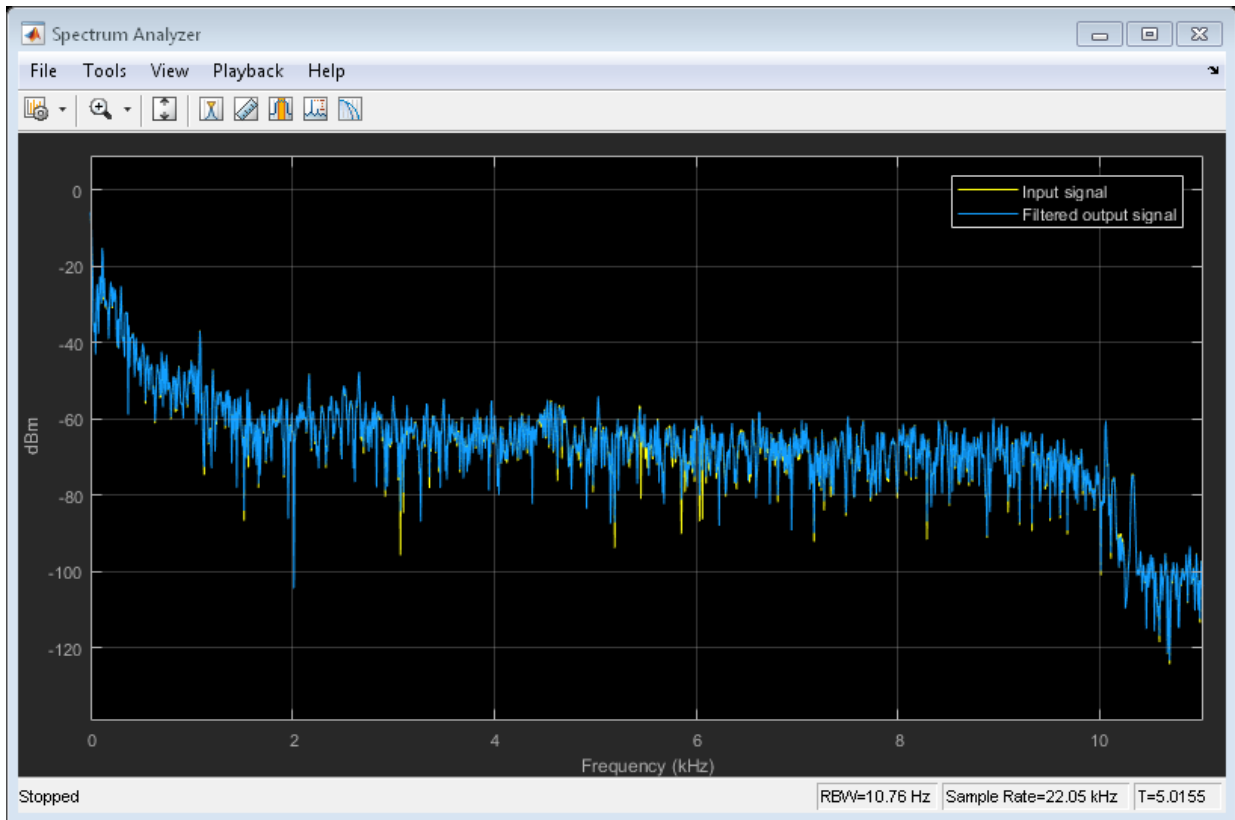 Spectrum Analyzer
File Tools View Playback Help
Input signal
Filtered output signal
0
-20
-40
-60
-80
-100
-120
dBm
0 2 4 6 8 10
Frequency (kHz)
Stopped RBW=10.76 Hz Sample Rate=22.05 kHz T=5.0155